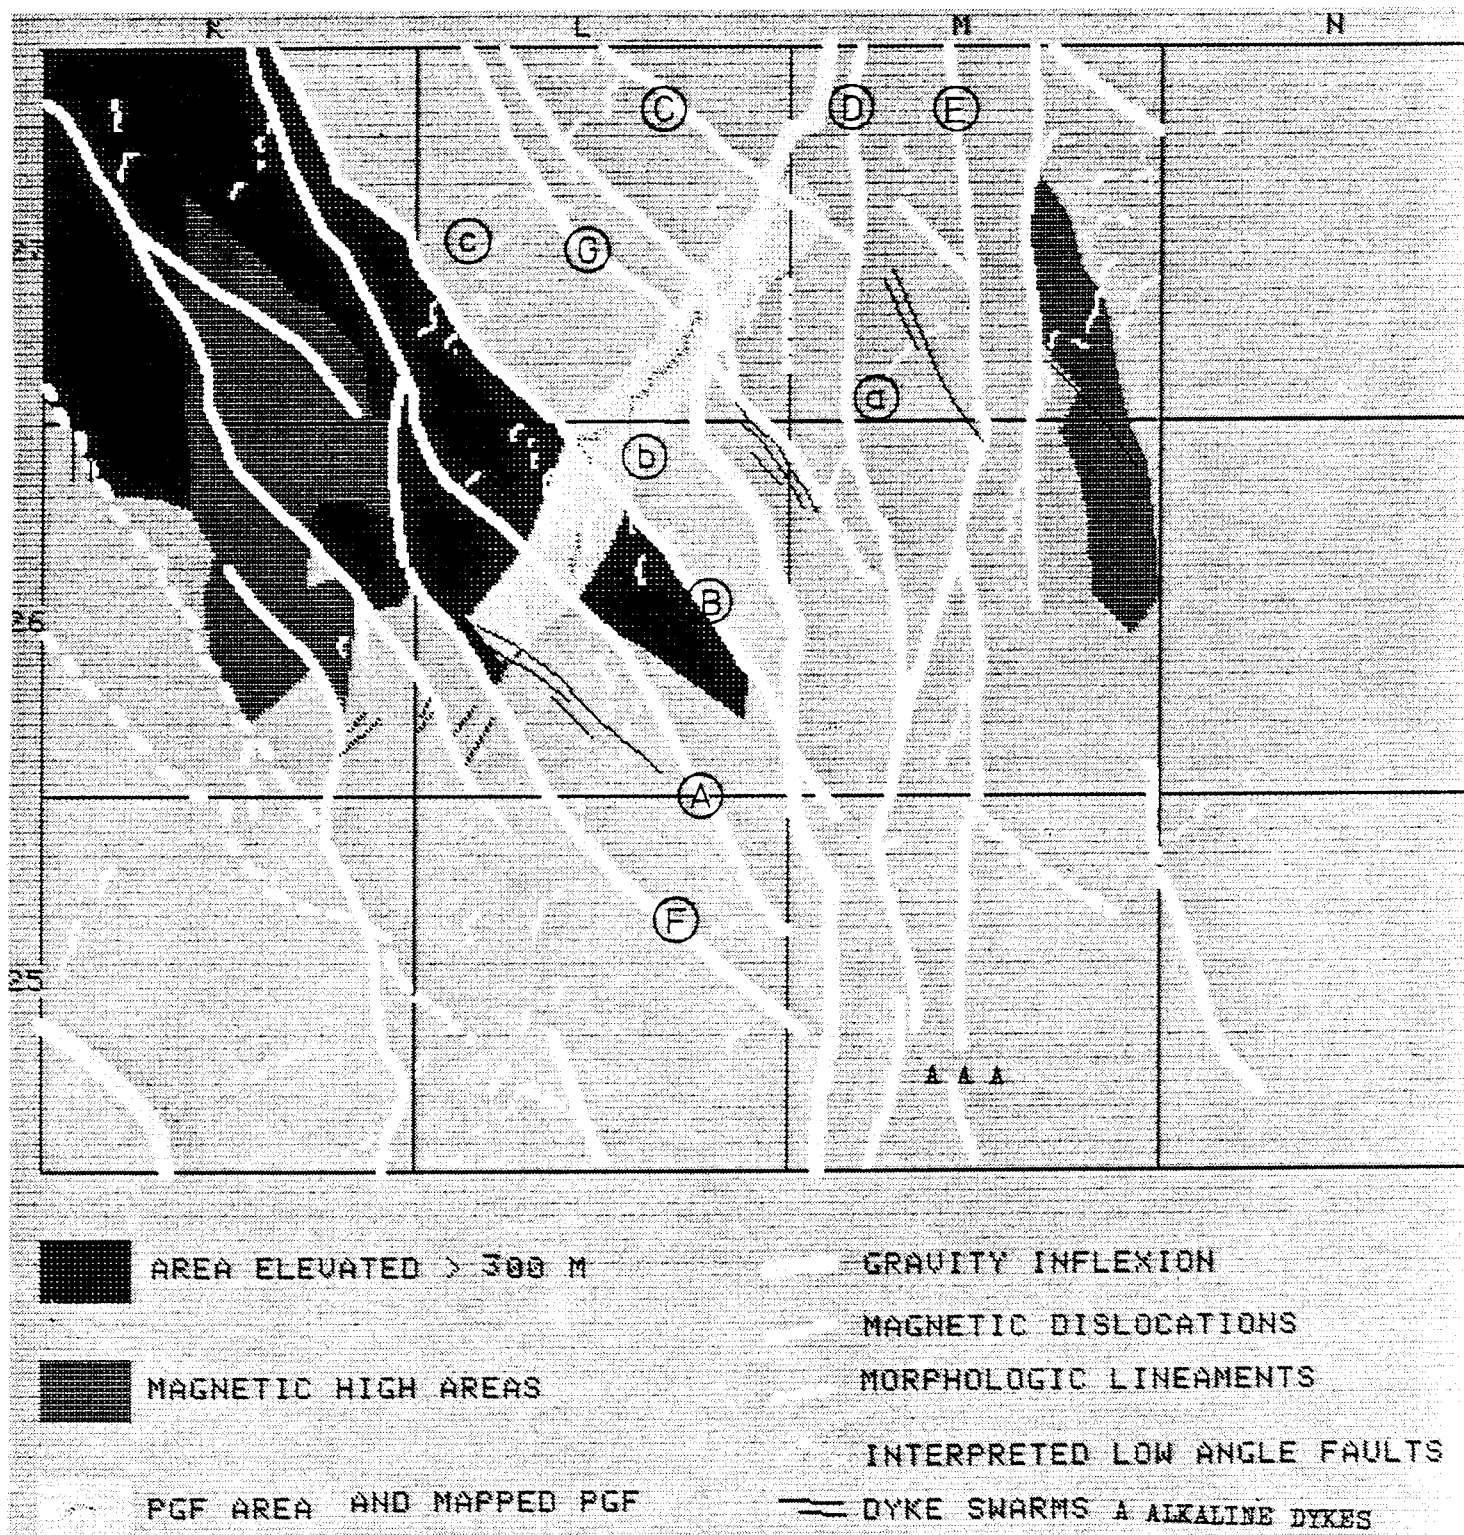 K L M N
C D E
c G
a
b
B
A
F
25
A A A
AREA ELEVATED > 300 M
GRAVITY INFLEXION
MAGNETIC DISLOCATIONS
MAGNETIC HIGH AREAS
MORPHOLOGIC LINEAMENTS
INTERPRETED LOW ANGLE FAULTS
PGF AREA AND MAPPED PGF
DYKE SWARMS A ALKALINE DYKES